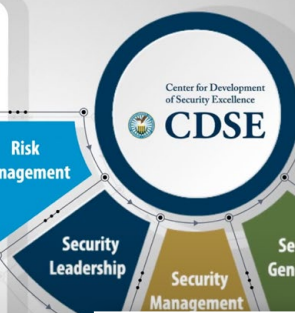 Center for Development
of Security Excellence
CDSE
Risk
nagement
Security
Leadership
Security
Management
Se
Gen